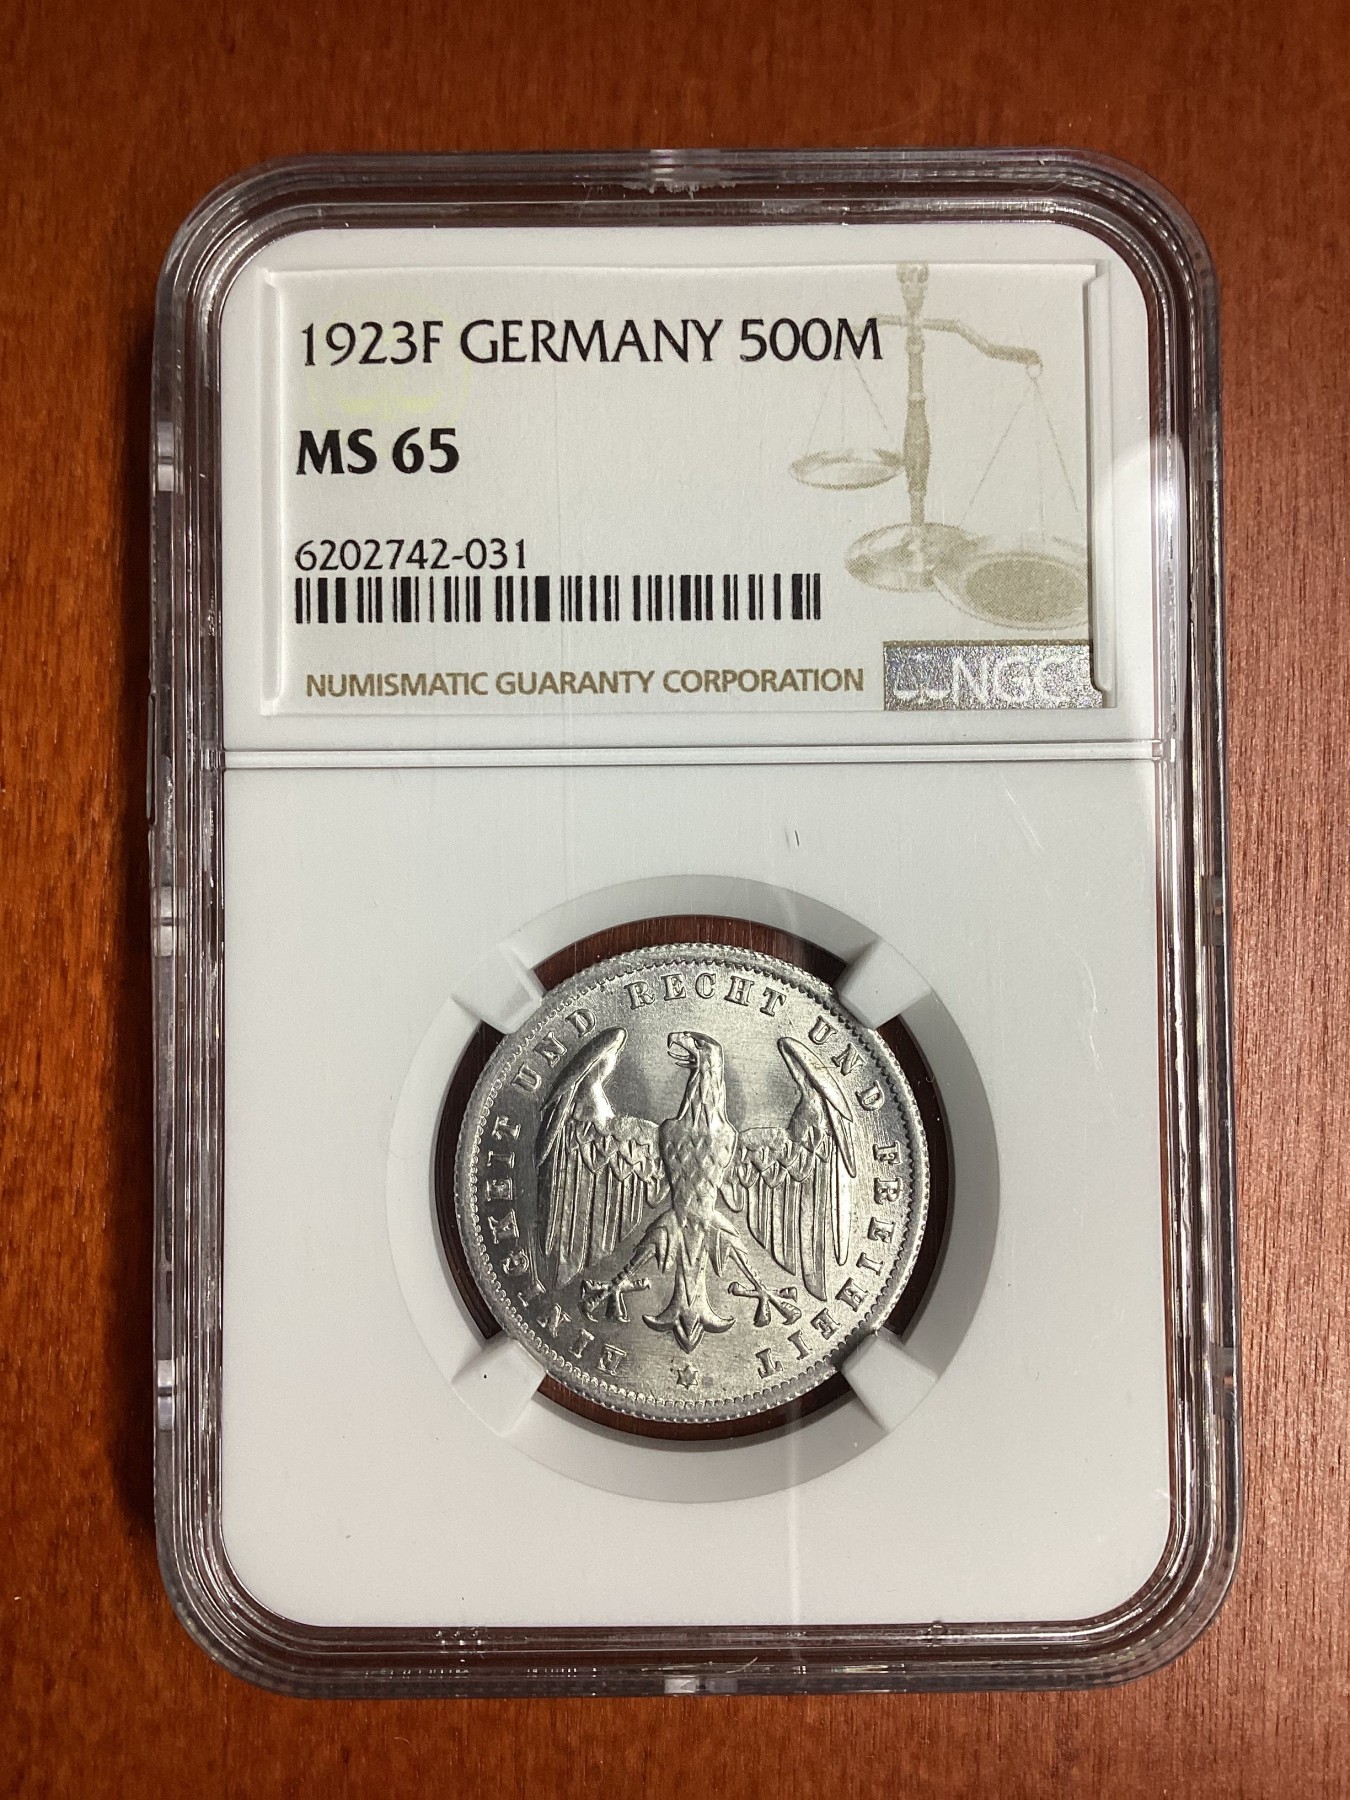 1923F GERMANY 500M
MS 65
6202742-031
NUMISMATIC GUARANTY CORPORATION
NGC
EINIGKEIT UND RECHT UND FREIHEIT